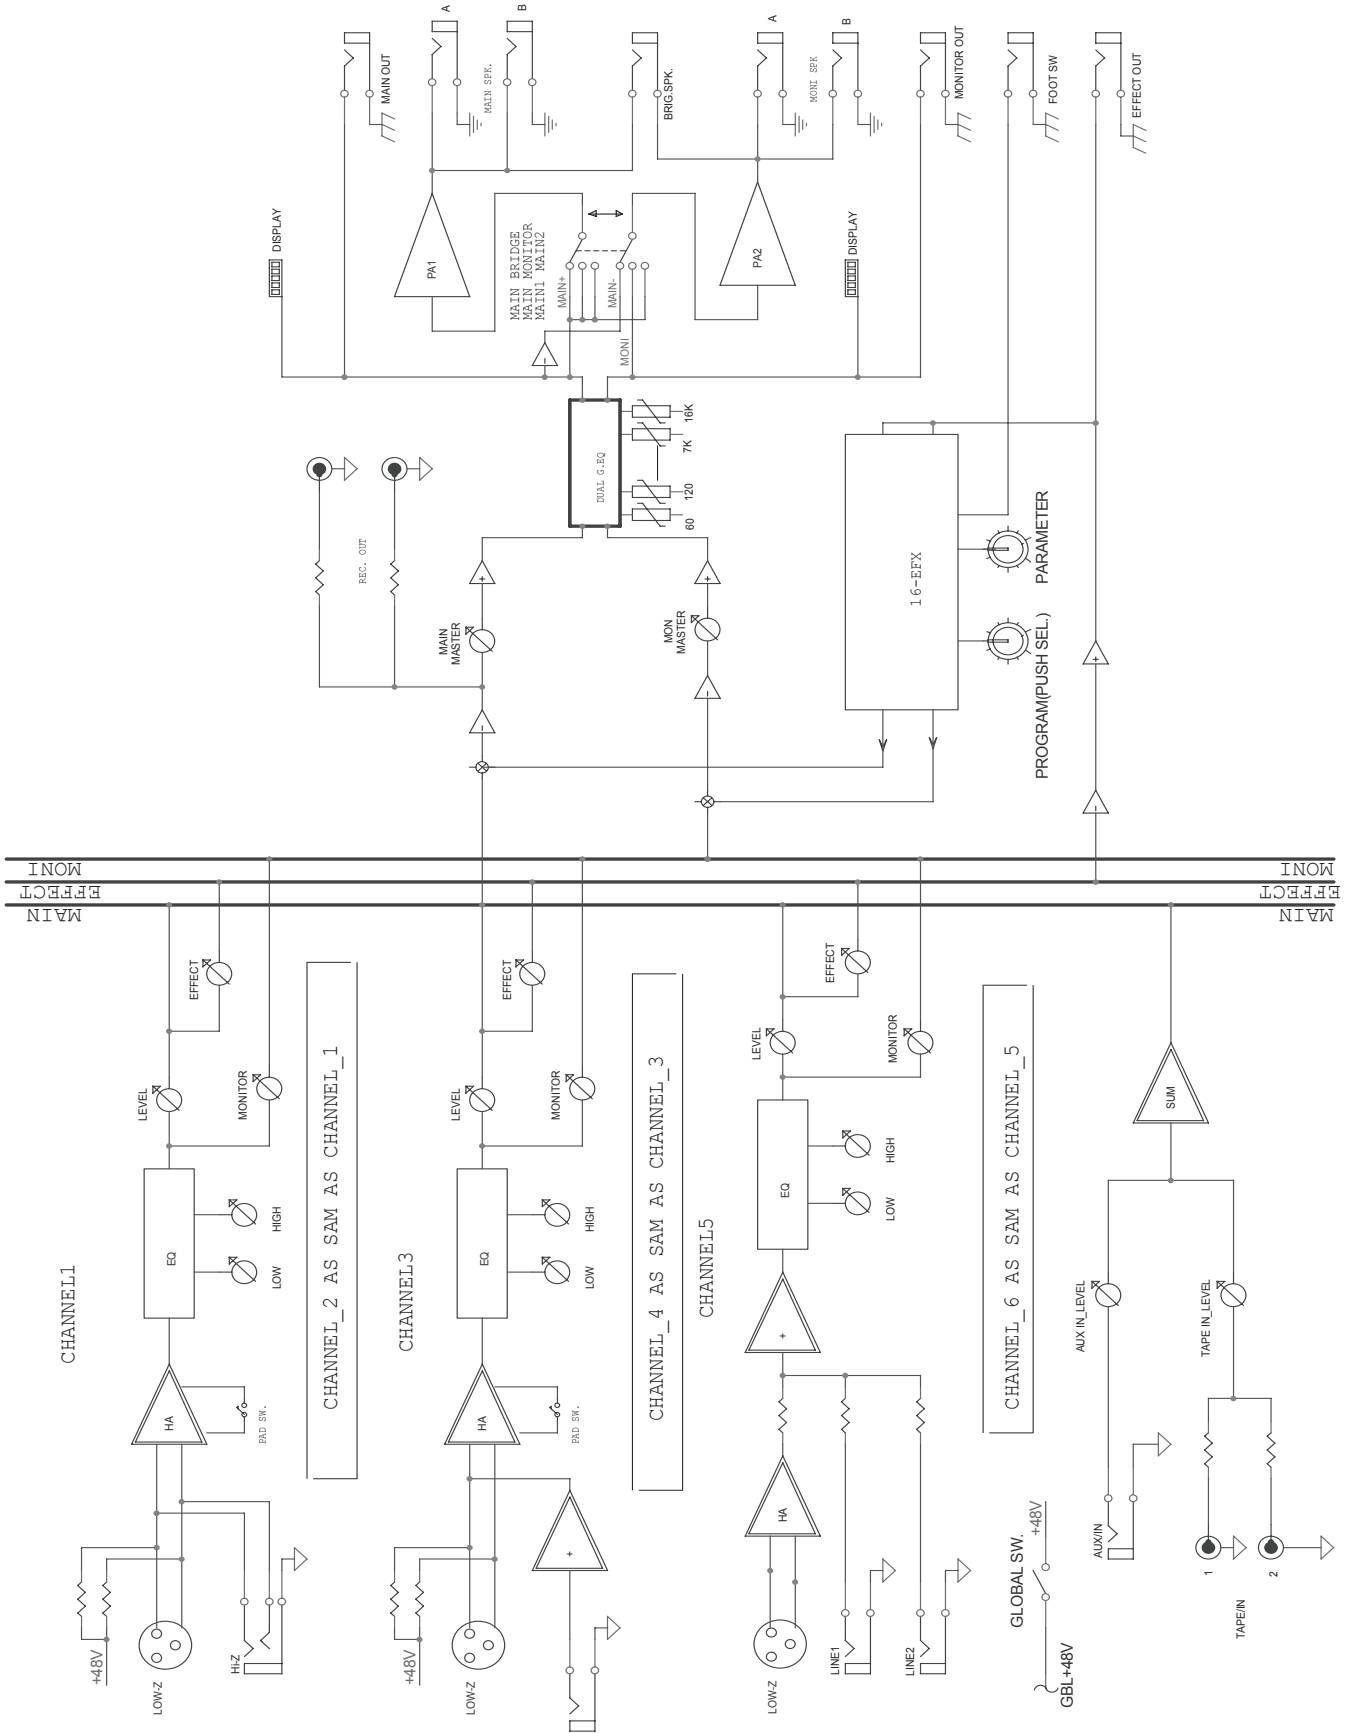 CHANNEL1
+48V
LOW-Z
Hi-Z
HA
PAD SW.
EQ
LOW
HIGH
LEVEL
MONITOR
EFFECT
CHANNEL_2 AS SAM AS CHANNEL_1
CHANNEL3
+48V
LOW-Z
+
HA
PAD SW.
EQ
LOW
HIGH
LEVEL
MONITOR
EFFECT
CHANNEL_4 AS SAM AS CHANNEL_3
CHANNEL5
LOW-Z
LINE1
LINE2
HA
+
EQ
LOW
HIGH
LEVEL
MONITOR
EFFECT
CHANNEL_6 AS SAM AS CHANNEL_5
GLOBAL SW.
+48V
GBL+48V
AUX/IN
1
2
TAPE/IN
AUX IN_LEVEL
TAPE IN_LEVEL
SUM
MAIN
EFFECT
MONI
MAIN
EFFECT
MONI
-
MAIN
MASTER
+
REC. OUT
-
MON
MASTER
+
DUAL G.EQ
60
120
7K
16K
16-EFX
PROGRAM(PUSH SEL.)
PARAMETER
-
+
DISPLAY
-
MONI
MAIN+
MAIN-
MAIN BRIDGE
MAIN MONITOR
MAIN1 MAIN2
PA1
PA2
DISPLAY
MAIN OUT
A
MAIN SPK.
B
BRIG.SPK.
A
MONI SPK
B
MONITOR OUT
FOOT SW
EFFECT OUT